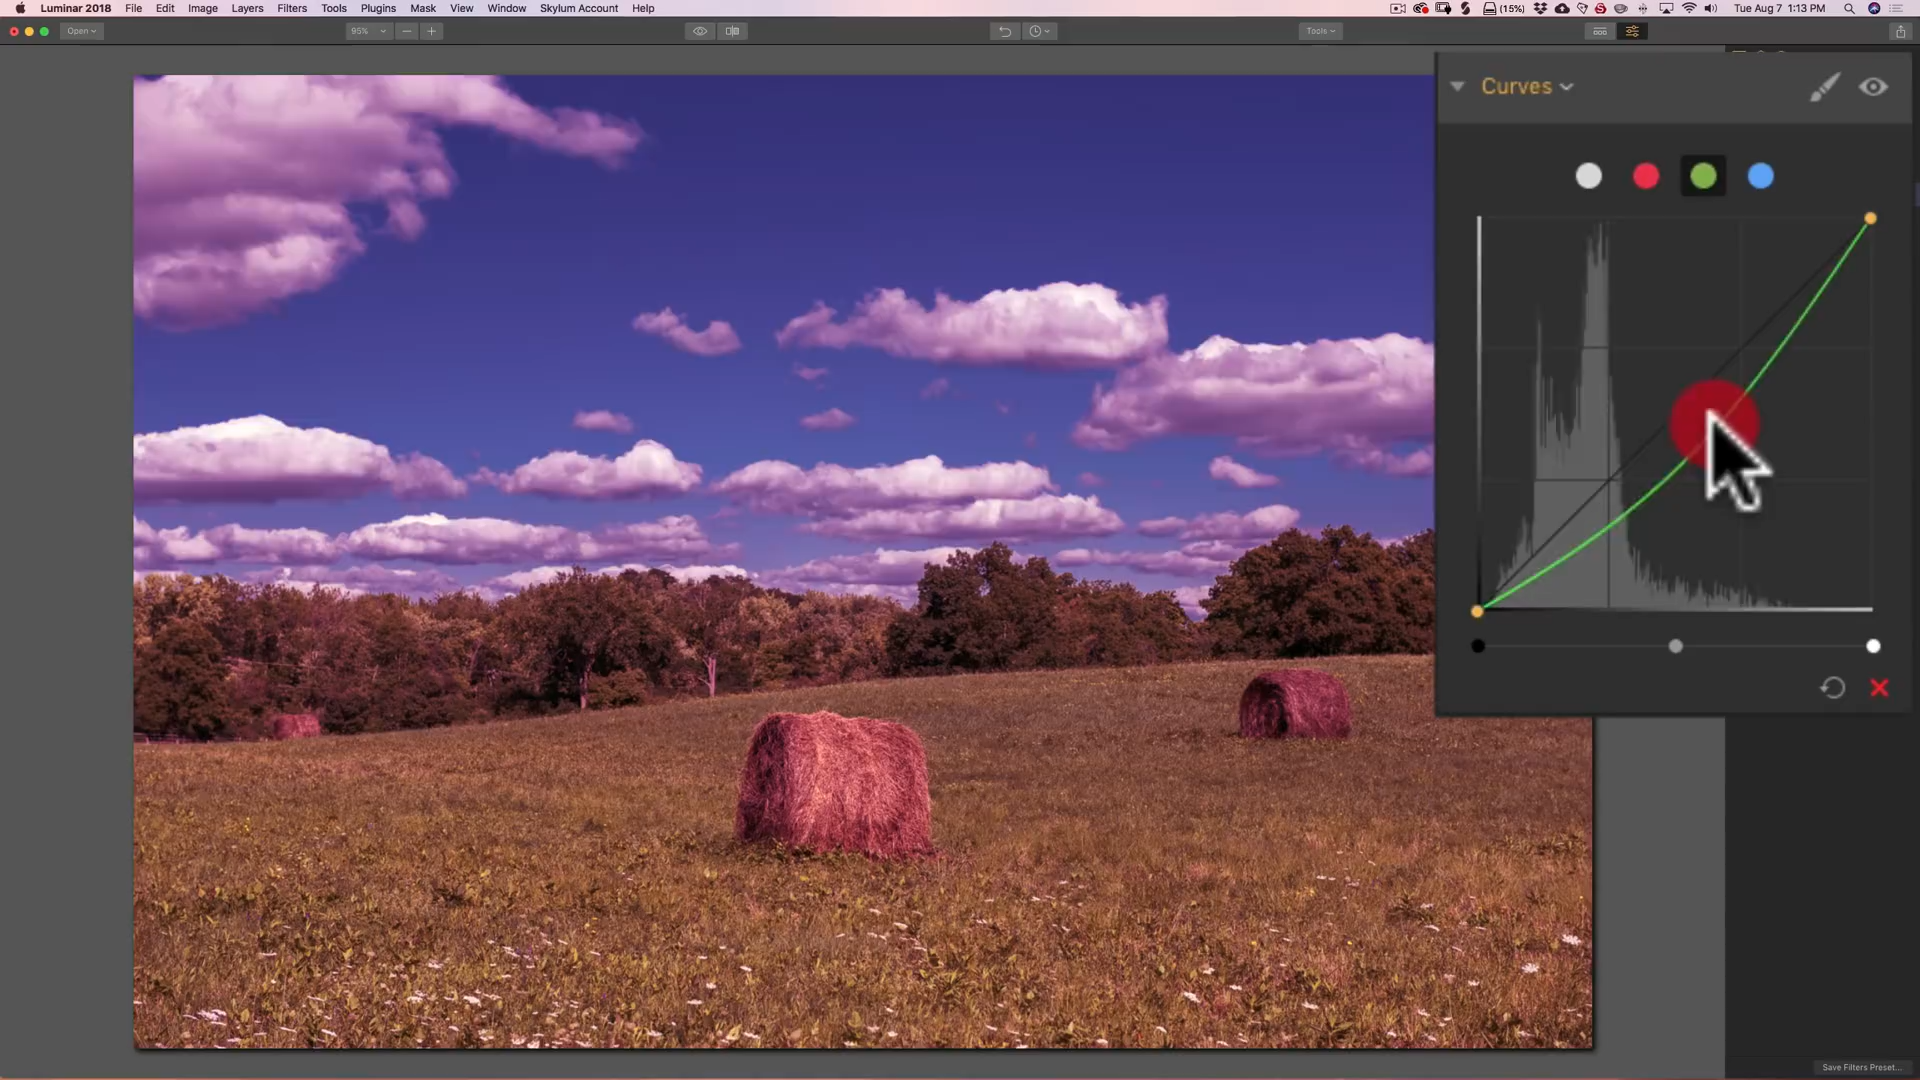 Luminar 2018 File Edit Image Layers Filters Tools Plugins Mask View Window Skylum Account Help (15%) Tue Aug 7 1:13 PM
Open 95% Tools
Curves
Save Filters Preset...